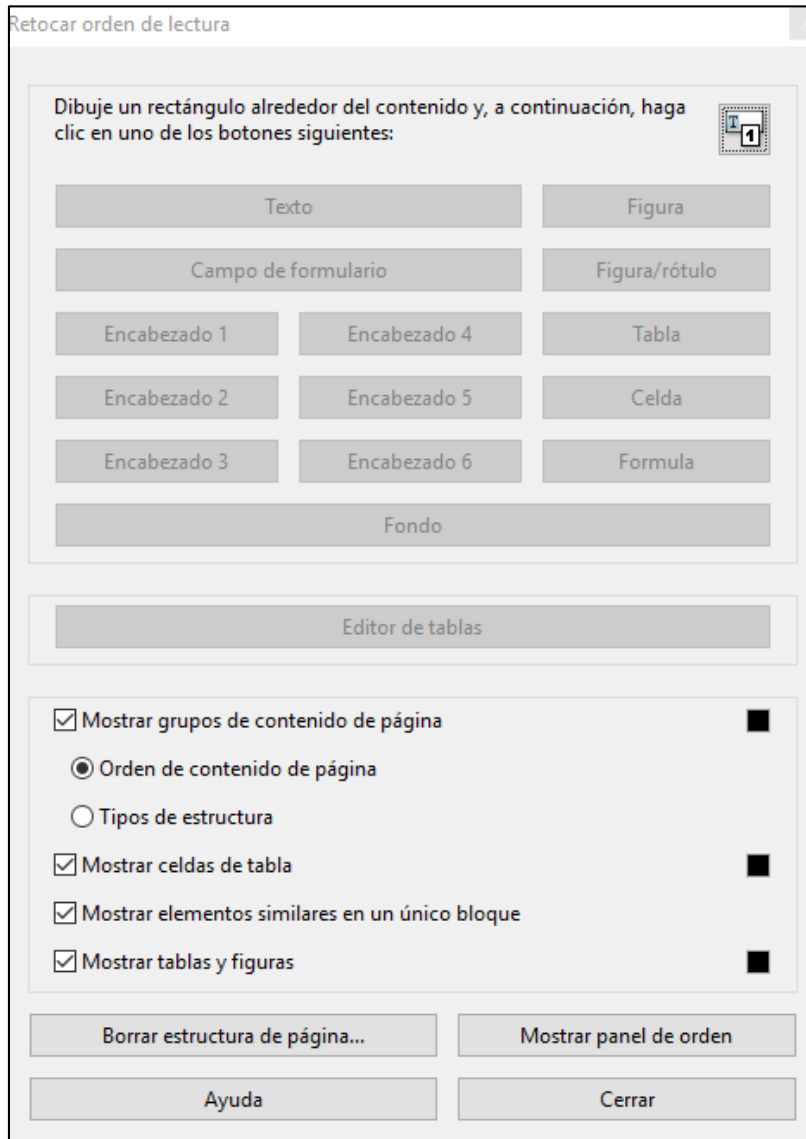 Retocar orden de lectura
Dibuje un rectángulo alrededor del contenido y, a continuación, haga
clic en uno de los botones siguientes:
T 1
Texto Figura
Campo de formulario Figura/rótulo
Encabezado 1 Encabezado 4 Tabla
Encabezado 2 Encabezado 5 Celda
Encabezado 3 Encabezado 6 Formula
Fondo
Editor de tablas
Mostrar grupos de contenido de página
Orden de contenido de página
Tipos de estructura
Mostrar celdas de tabla
Mostrar elementos similares en un único bloque
Mostrar tablas y figuras
Borrar estructura de página... Mostrar panel de orden
Ayuda Cerrar